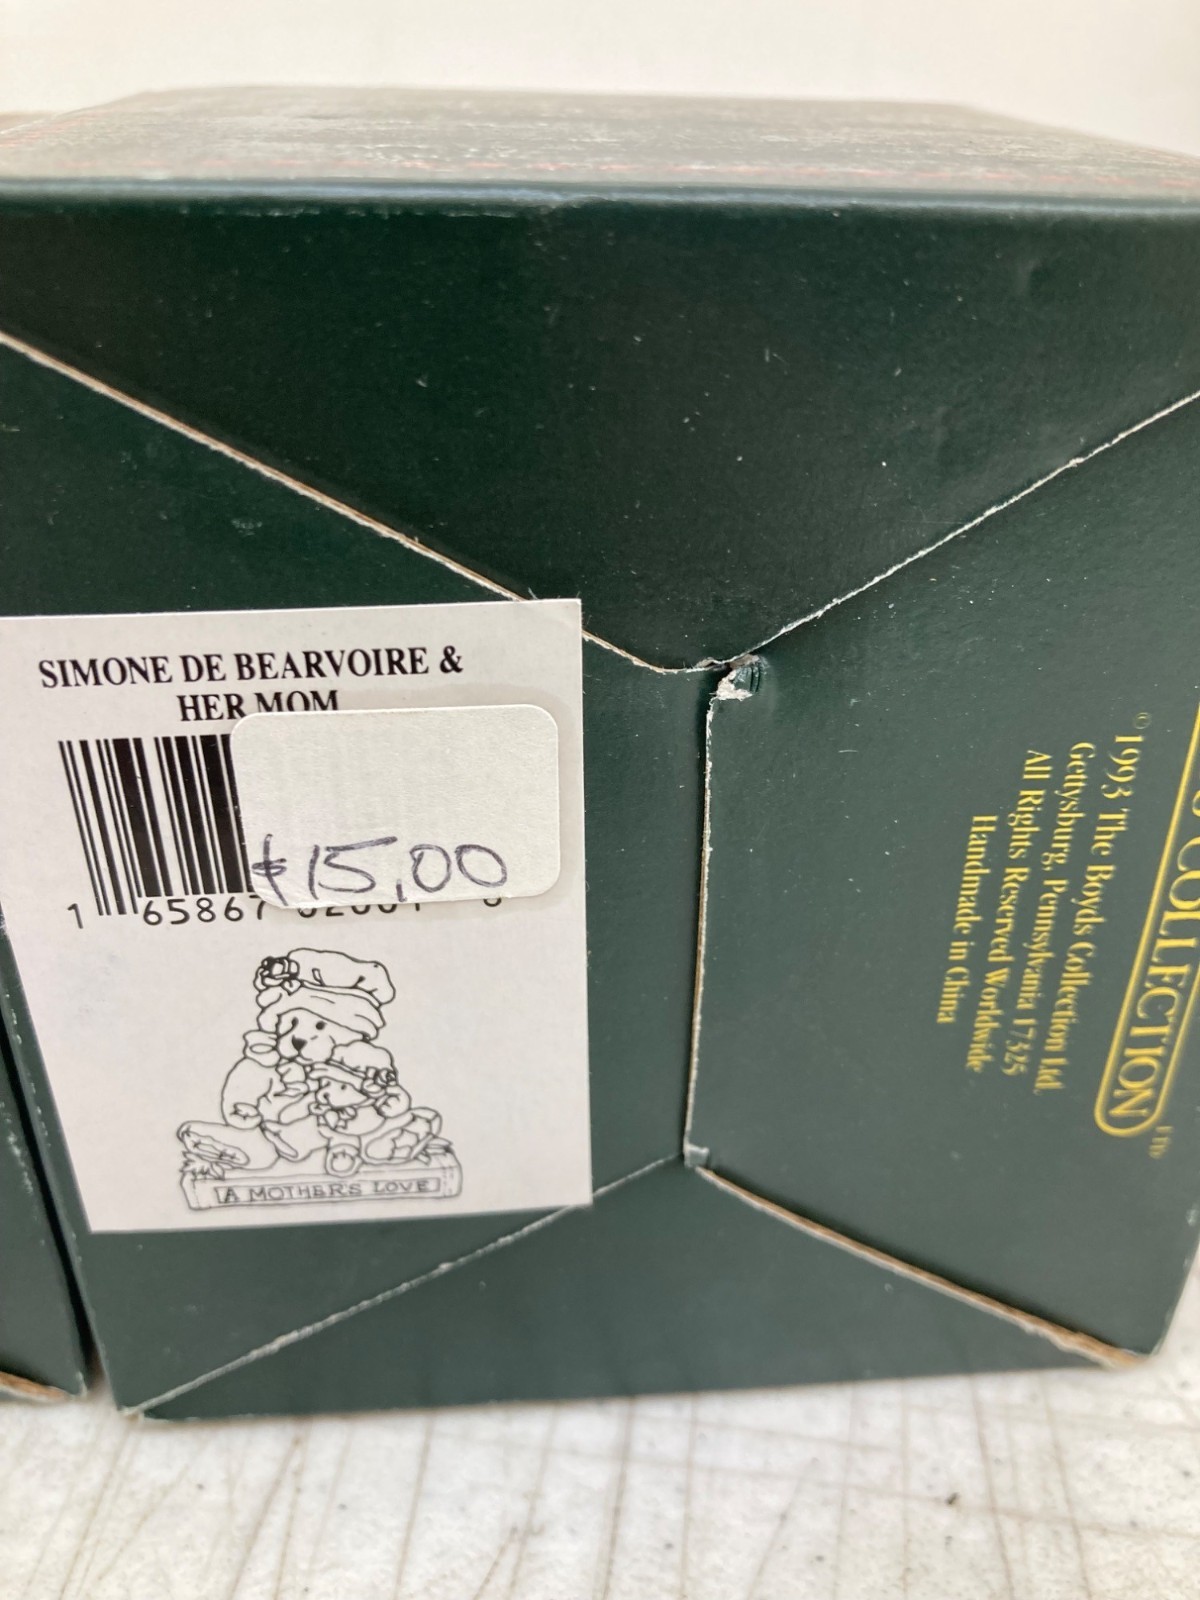 SIMONE DE BEARVOIRE &
HER MOM
$15,00
1 65867
A MOTHER'S LOVE
COLLECTION LTD
©1993 The Boyds Collection Ltd.
Gettysburg, Pennsylvania 17325
All Rights Reserved Worldwide
Handmade in China